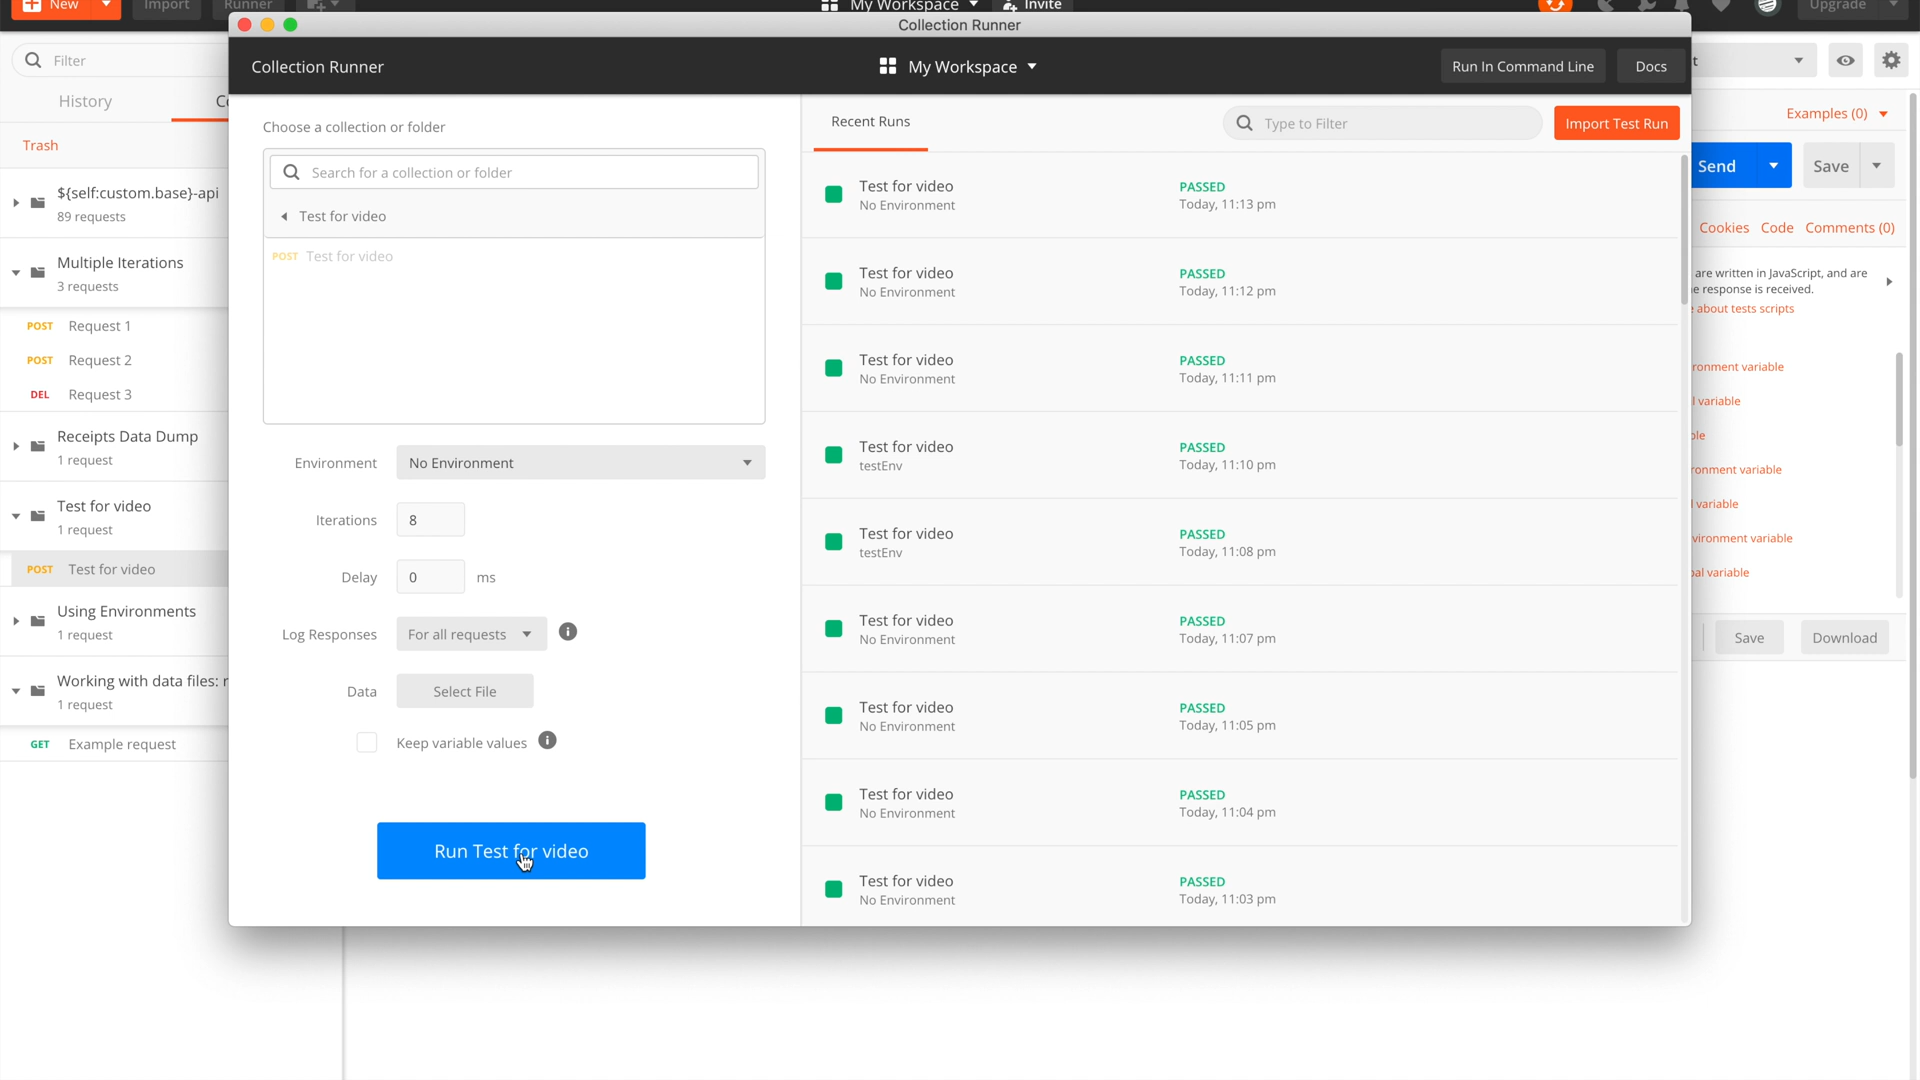 New
Import
Runner
My Workspace
Invite
Upgrade
Collection Runner
Collection Runner
My Workspace
Run In Command Line
Docs
Filter
History
Trash
${self:custom.base}-api
89 requests
Multiple Iterations
3 requests
POST Request 1
POST Request 2
DEL Request 3
Receipts Data Dump
1 request
Test for video
1 request
POST Test for video
Using Environments
1 request
Working with data files: r
1 request
GET Example request
Choose a collection or folder
Search for a collection or folder
Test for video
POST Test for video
Environment
No Environment
Iterations
8
Delay
0
ms
Log Responses
For all requests
Data
Select File
Keep variable values
Run Test for video
Recent Runs
Type to Filter
Import Test Run
Test for video
No Environment
PASSED
Today, 11:13 pm
Test for video
No Environment
PASSED
Today, 11:12 pm
Test for video
No Environment
PASSED
Today, 11:11 pm
Test for video
testEnv
PASSED
Today, 11:10 pm
Test for video
testEnv
PASSED
Today, 11:08 pm
Test for video
No Environment
PASSED
Today, 11:07 pm
Test for video
No Environment
PASSED
Today, 11:05 pm
Test for video
No Environment
PASSED
Today, 11:04 pm
Test for video
No Environment
PASSED
Today, 11:03 pm
Examples (0)
Send
Save
Cookies
Code
Comments (0)
are written in JavaScript, and are
e response is received.
about tests scripts
ronment variable
variable
ble
ronment variable
variable
vironment variable
bal variable
Save
Download